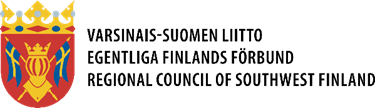 VARSINAIS-SUOMEN LIITTO
EGENTLIGA FINLANDS FÖRBUND
REGIONAL COUNCIL OF SOUTHWEST FINLAND